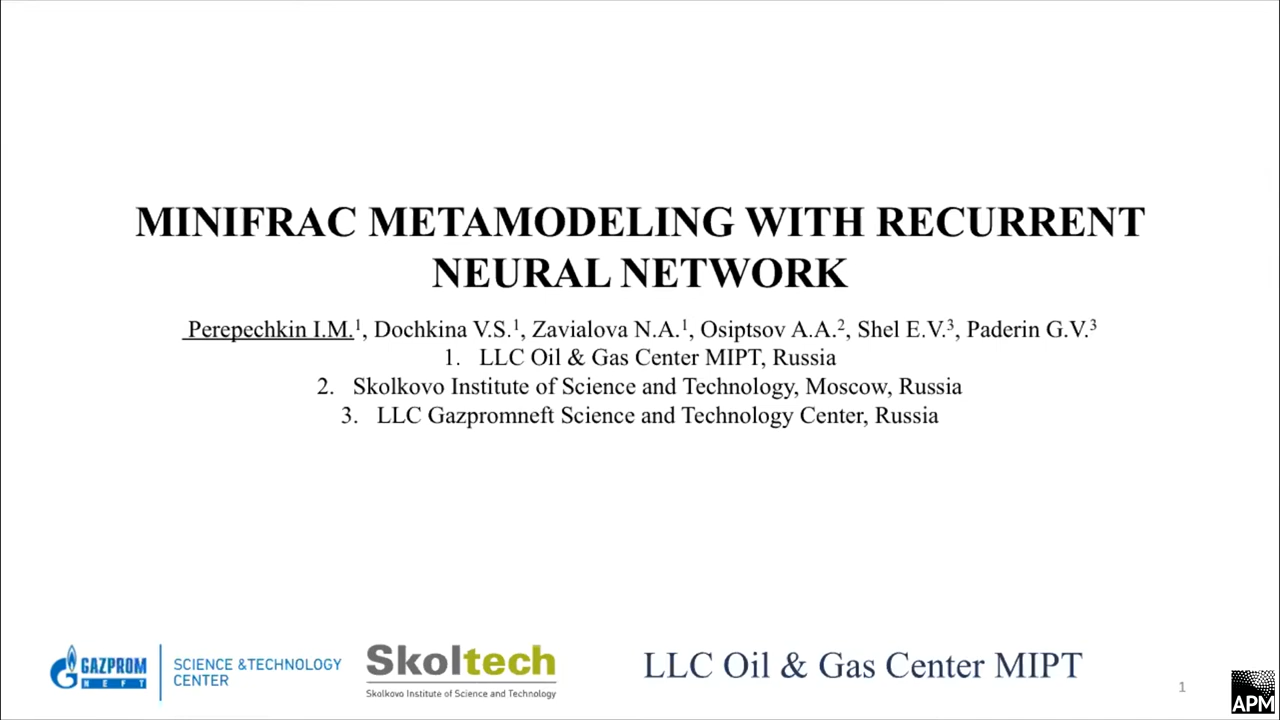 MINIFRAC METAMODELING WITH RECURRENT
NEURAL NETWORK
Perepechkin I.M.¹, Dochkina V.S.¹, Zavialova N.A.¹, Osiptsov A.A.², Shel E.V.³, Paderin G.V.³
1. LLC Oil & Gas Center MIPT, Russia
2. Skolkovo Institute of Science and Technology, Moscow, Russia
3. LLC Gazpromneft Science and Technology Center, Russia
GAZPROM
NEFT
SCIENCE &TECHNOLOGY
CENTER
Skoltech
Skolkovo Institute of Science and Technology
LLC Oil & Gas Center MIPT
1
APM